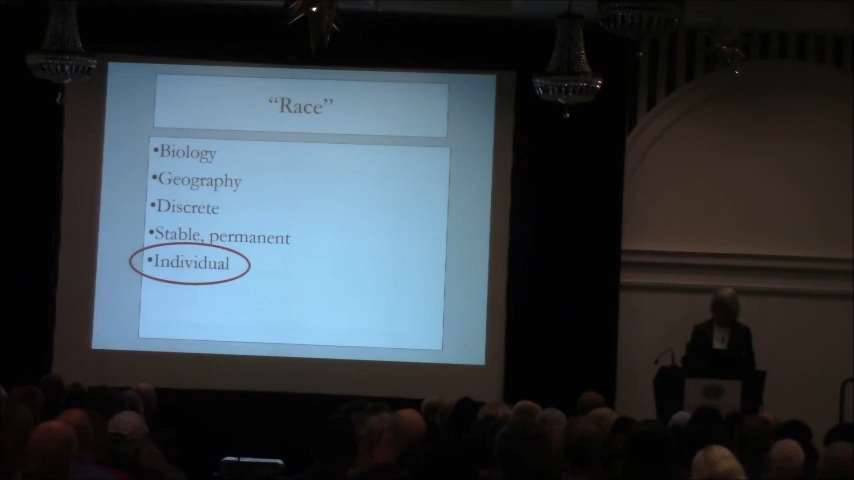 “Race”
•Biology
•Geography
•Discrete
•Stable, permanent
•Individual